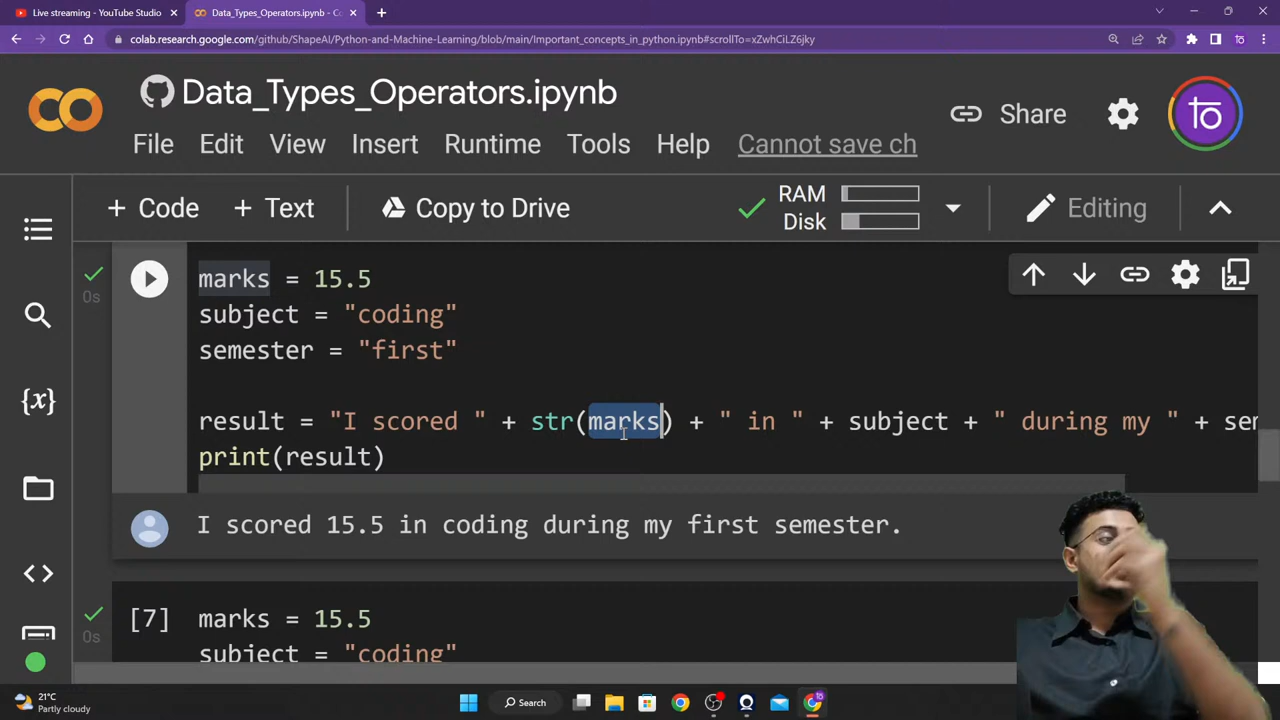 Live streaming - YouTube Studio
Data_Types_Operators.ipynb - Co
colab.research.google.com/github/ShapeAI/Python-and-Machine-Learning/blob/main/Important_concepts_in_python.ipynb#scrollTo=xZwhCiLZ6jky
Data_Types_Operators.ipynb
Share
File Edit View Insert Runtime Tools Help Cannot save ch
+ Code + Text Copy to Drive RAM Disk Editing
marks = 15.5
0s
subject = "coding"
semester = "first"
result = "I scored " + str(marks) + " in " + subject + " during my " + sem
print(result)
I scored 15.5 in coding during my first semester.
[7] marks = 15.5
0s
subject = "coding"
21°C
Partly cloudy
Search